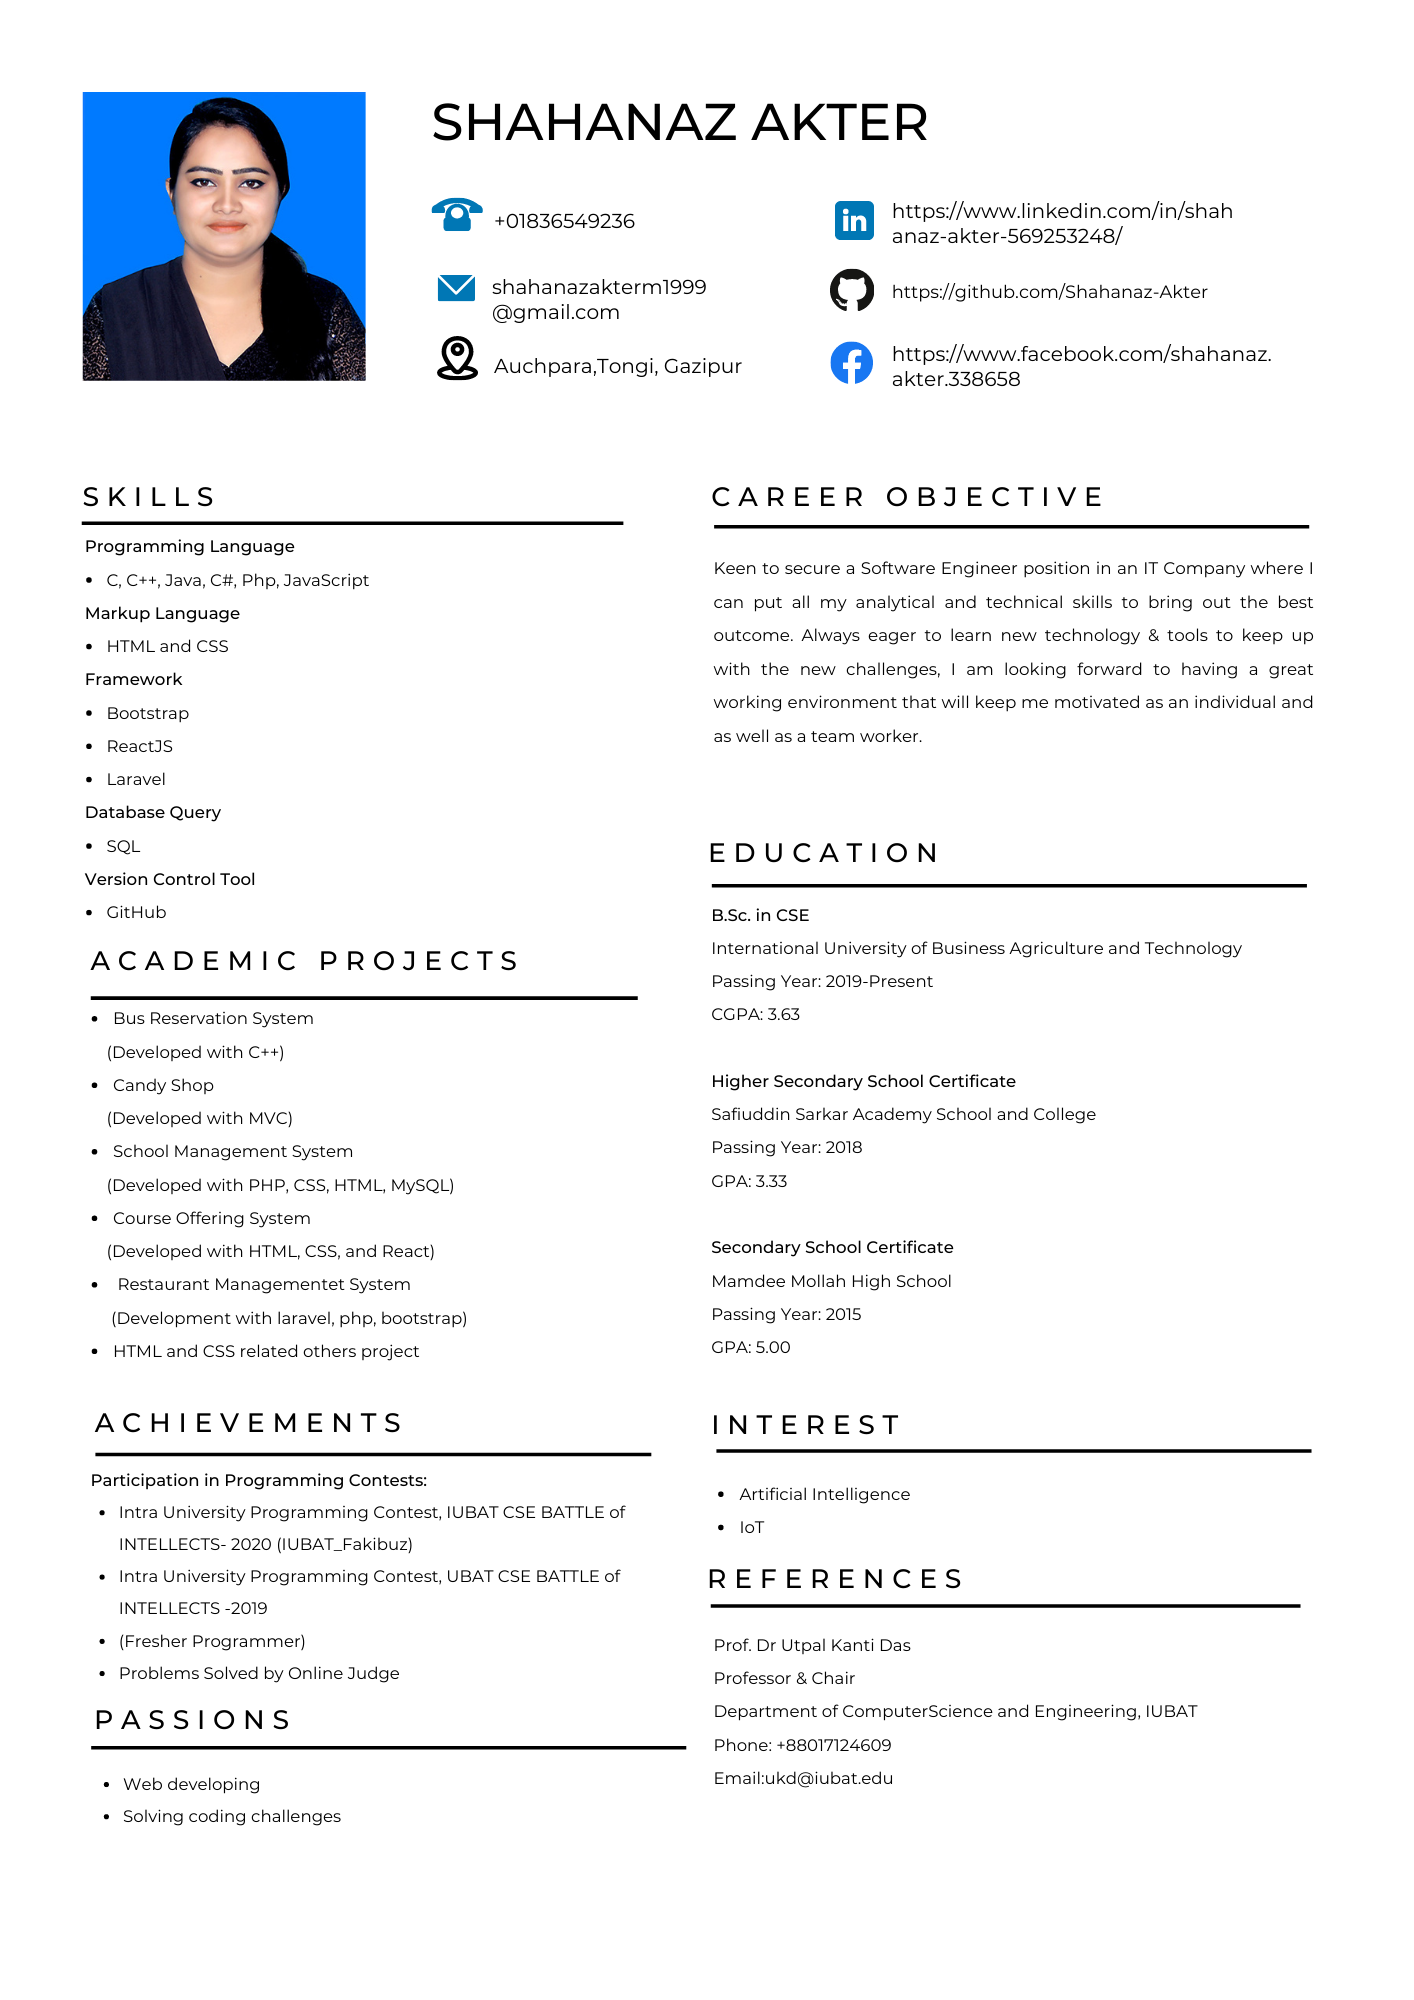 SHAHANAZ AKTER
+01836549236
shahanazakterm1999
@gmail.com
Auchpara,Tongi, Gazipur
https://www.linkedin.com/in/shah
anaz-akter-569253248/
https://github.com/Shahanaz-Akter
https://www.facebook.com/shahanaz.
akter.338658
SKILLS
Programming Language
• C, C++, Java, C#, Php, JavaScript
Markup Language
• HTML and CSS
Framework
• Bootstrap
• ReactJS
• Laravel
Database Query
• SQL
Version Control Tool
• GitHub
ACADEMIC PROJECTS
• Bus Reservation System
(Developed with C++)
• Candy Shop
(Developed with MVC)
• School Management System
(Developed with PHP, CSS, HTML, MySQL)
• Course Offering System
(Developed with HTML, CSS, and React)
• Restaurant Managementet System
(Development with laravel, php, bootstrap)
• HTML and CSS related others project
ACHIEVEMENTS
Participation in Programming Contests:
• Intra University Programming Contest, IUBAT CSE BATTLE of
INTELLECTS- 2020 (IUBAT_Fakibuz)
• Intra University Programming Contest, UBAT CSE BATTLE of
INTELLECTS -2019
• (Fresher Programmer)
• Problems Solved by Online Judge
PASSIONS
• Web developing
• Solving coding challenges
CAREER OBJECTIVE
Keen to secure a Software Engineer position in an IT Company where I
can put all my analytical and technical skills to bring out the best
outcome. Always eager to learn new technology & tools to keep up
with the new challenges, I am looking forward to having a great
working environment that will keep me motivated as an individual and
as well as a team worker.
EDUCATION
B.Sc. in CSE
International University of Business Agriculture and Technology
Passing Year: 2019-Present
CGPA: 3.63
Higher Secondary School Certificate
Safiuddin Sarkar Academy School and College
Passing Year: 2018
GPA: 3.33
Secondary School Certificate
Mamdee Mollah High School
Passing Year: 2015
GPA: 5.00
INTEREST
• Artificial Intelligence
• IoT
REFERENCES
Prof. Dr Utpal Kanti Das
Professor & Chair
Department of ComputerScience and Engineering, IUBAT
Phone: +88017124609
Email:ukd@iubat.edu